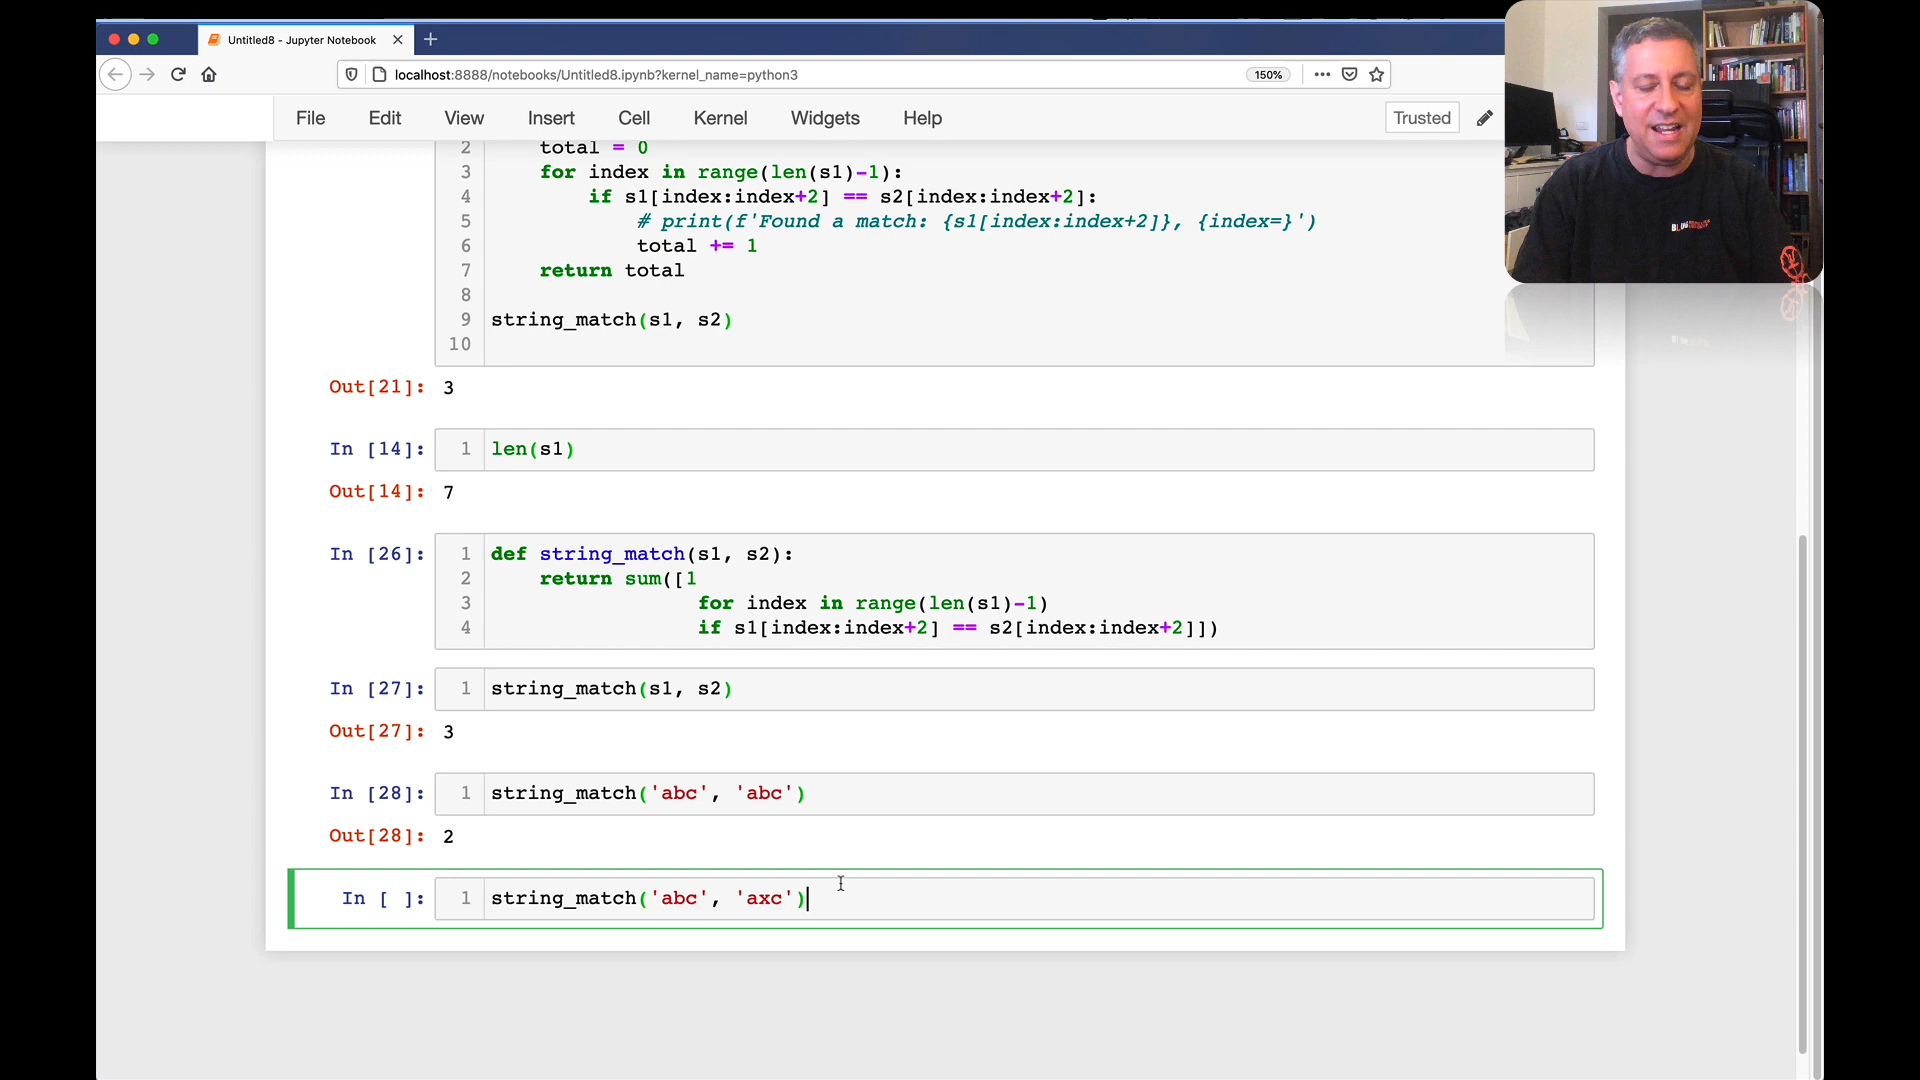 Untitled8 - Jupyter Notebook
localhost:8888/notebooks/Untitled8.ipynb?kernel_name=python3
150%
File Edit View Insert Cell Kernel Widgets Help
Trusted
2 total = 0
3 for index in range(len(s1)-1):
4 if s1[index:index+2] == s2[index:index+2]:
5 # print(f'Found a match: {s1[index:index+2]}, {index=}')
6 total += 1
7 return total
8
9 string_match(s1, s2)
10
Out[21]: 3
In [14]: 1 len(s1)
Out[14]: 7
In [26]: 1 def string_match(s1, s2):
2 return sum([1
3 for index in range(len(s1)-1)
4 if s1[index:index+2] == s2[index:index+2]])
In [27]: 1 string_match(s1, s2)
Out[27]: 3
In [28]: 1 string_match('abc', 'abc')
Out[28]: 2
In [ ]: 1 string_match('abc', 'axc')